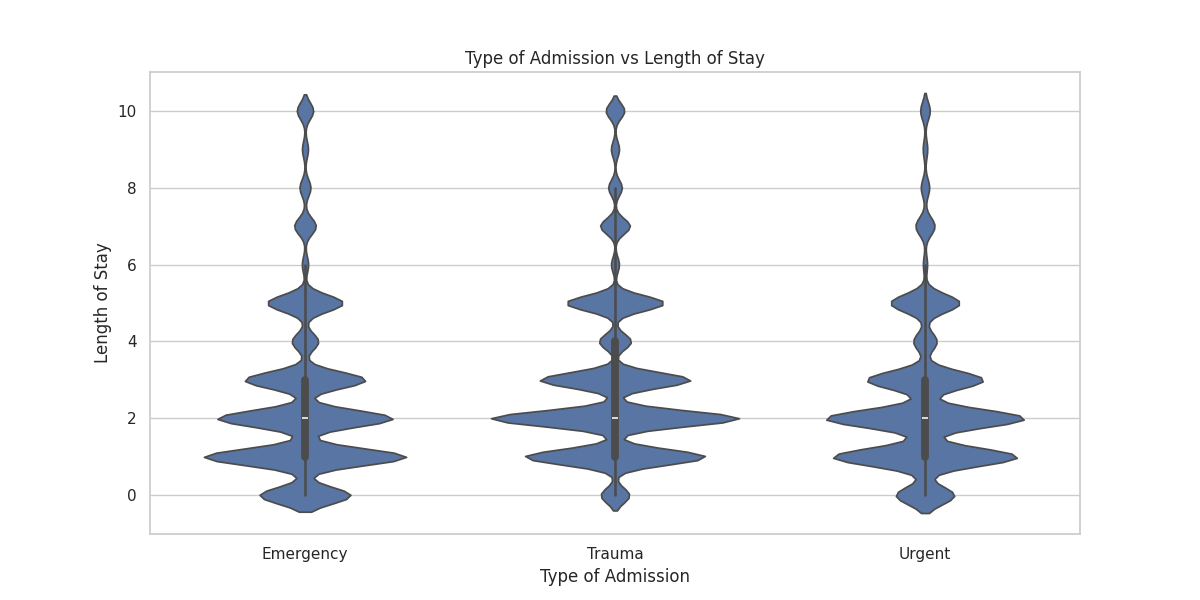 Type of Admission vs Length of Stay
10
8
6
4
2
0
Length of Stay
Emergency
Trauma
Urgent
Type of Admission